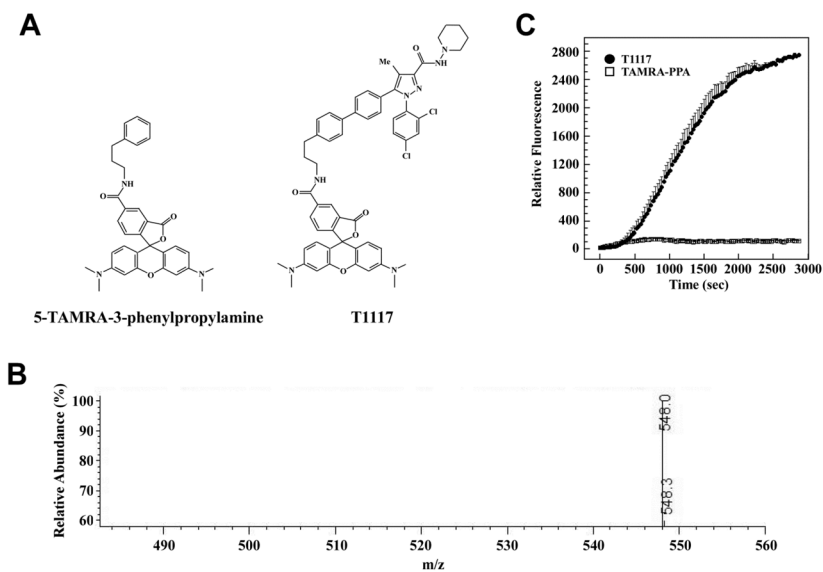 A
C
Me
O
NH
N
N
N
Cl
Cl
NH
O
O
O
N
O
N
5-TAMRA-3-phenylpropylamine
NH
O
O
O
N
O
N
T1117
T1117
TAMRA-PPA
Relative Fluorescence
2800
2400
2000
1600
1200
800
400
0
0 500 1000 1500 2000 2500 3000
Time (sec)
B
Relative Abundance (%)
100
90
80
70
60
548.0
548.3
490 500 510 520 530 540 550 560
m/z